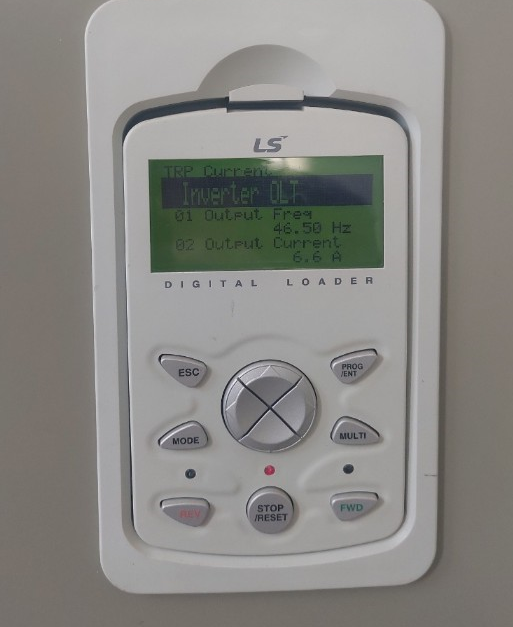 LS
TRP Current
Inverter OLT
01 Output Freq
46.50 Hz
02 Output Current
6.6 A
DIGITAL LOADER
ESC
PROG
/ENT
MODE
MULTI
REV
STOP
/RESET
FWD